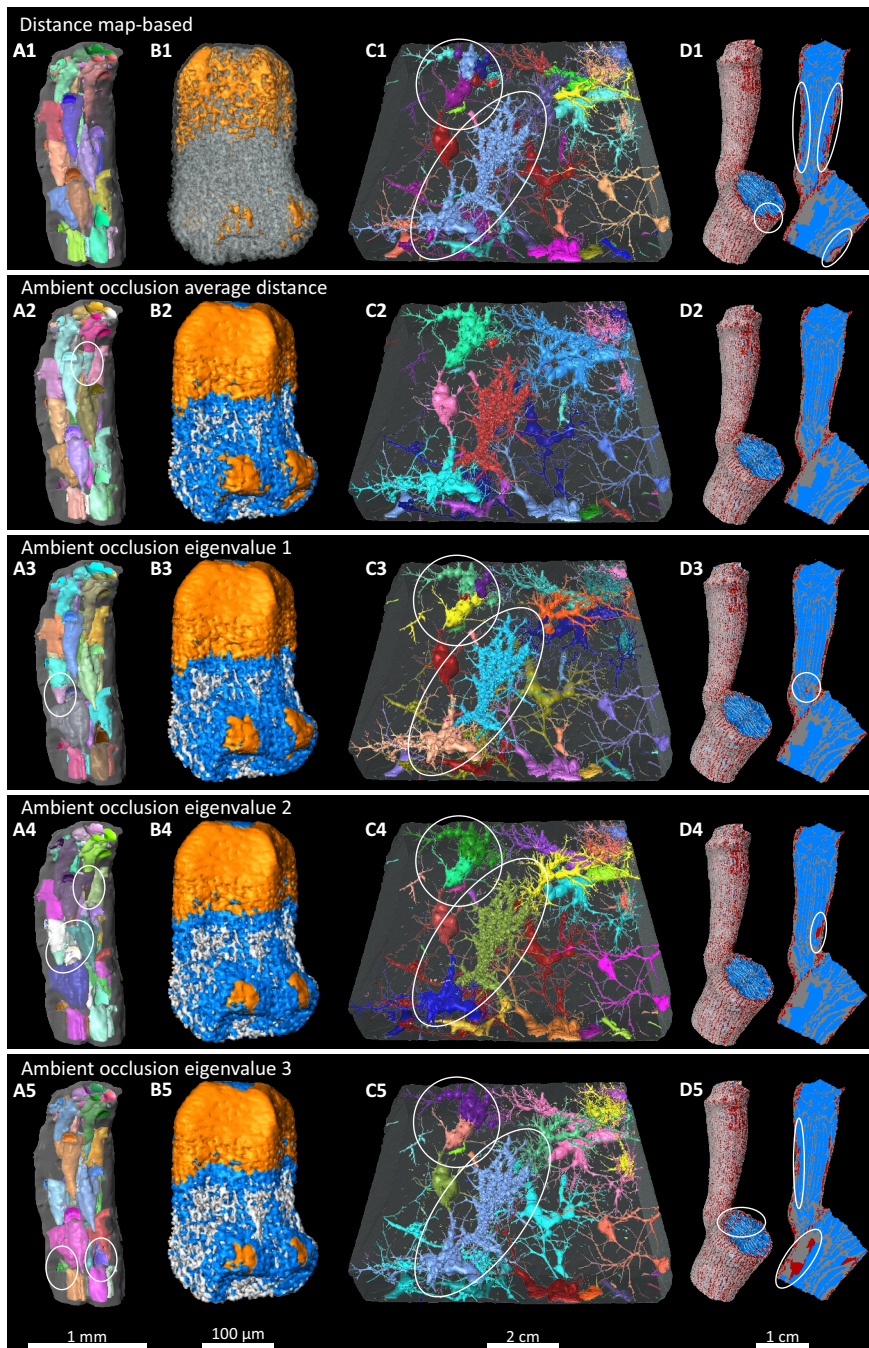 Distance map-based
A1 B1 C1 D1
Ambient occlusion average distance
A2 B2 C2 D2
Ambient occlusion eigenvalue 1
A3 B3 C3 D3
Ambient occlusion eigenvalue 2
A4 B4 C4 D4
Ambient occlusion eigenvalue 3
A5 B5 C5 D5
1 mm 100 μm 2 cm 1 cm